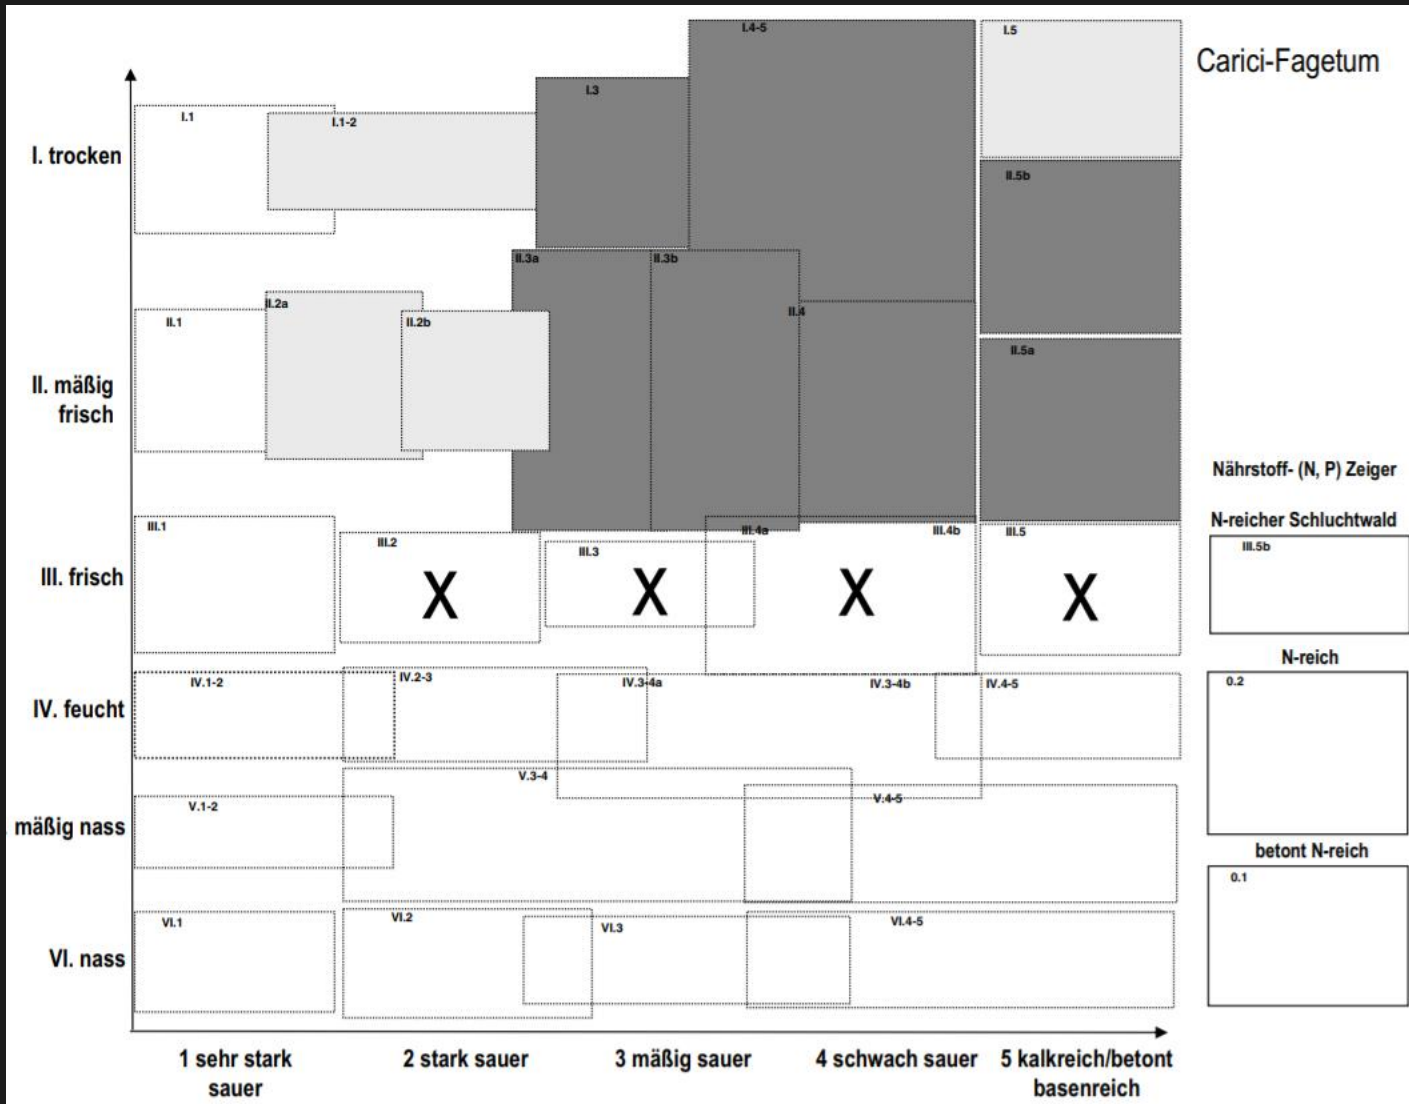 I.4-5
I.5
Carici-Fagetum
I.3
I.1
I.1-2
I. trocken
II.5b
II.3a
II.3b
II.2a
II.4
II.1
II.2b
II.5a
II. mäßig
frisch
Nährstoff- (N, P) Zeiger
N-reicher Schluchtwald
III.1
III.4a
III.4b
III.5
III.2
III.3
III.5b
III. frisch
X
X
X
X
N-reich
IV.1-2
IV.2-3
IV.3-4a
IV.3-4b
IV.4-5
0.2
IV. feucht
V.3-4
V.1-2
V.4-5
mäßig nass
betont N-reich
0.1
VI.1
VI.2
VI.3
VI.4-5
VI. nass
1 sehr stark
sauer
2 stark sauer
3 mäßig sauer
4 schwach sauer
5 kalkreich/betont
basenreich